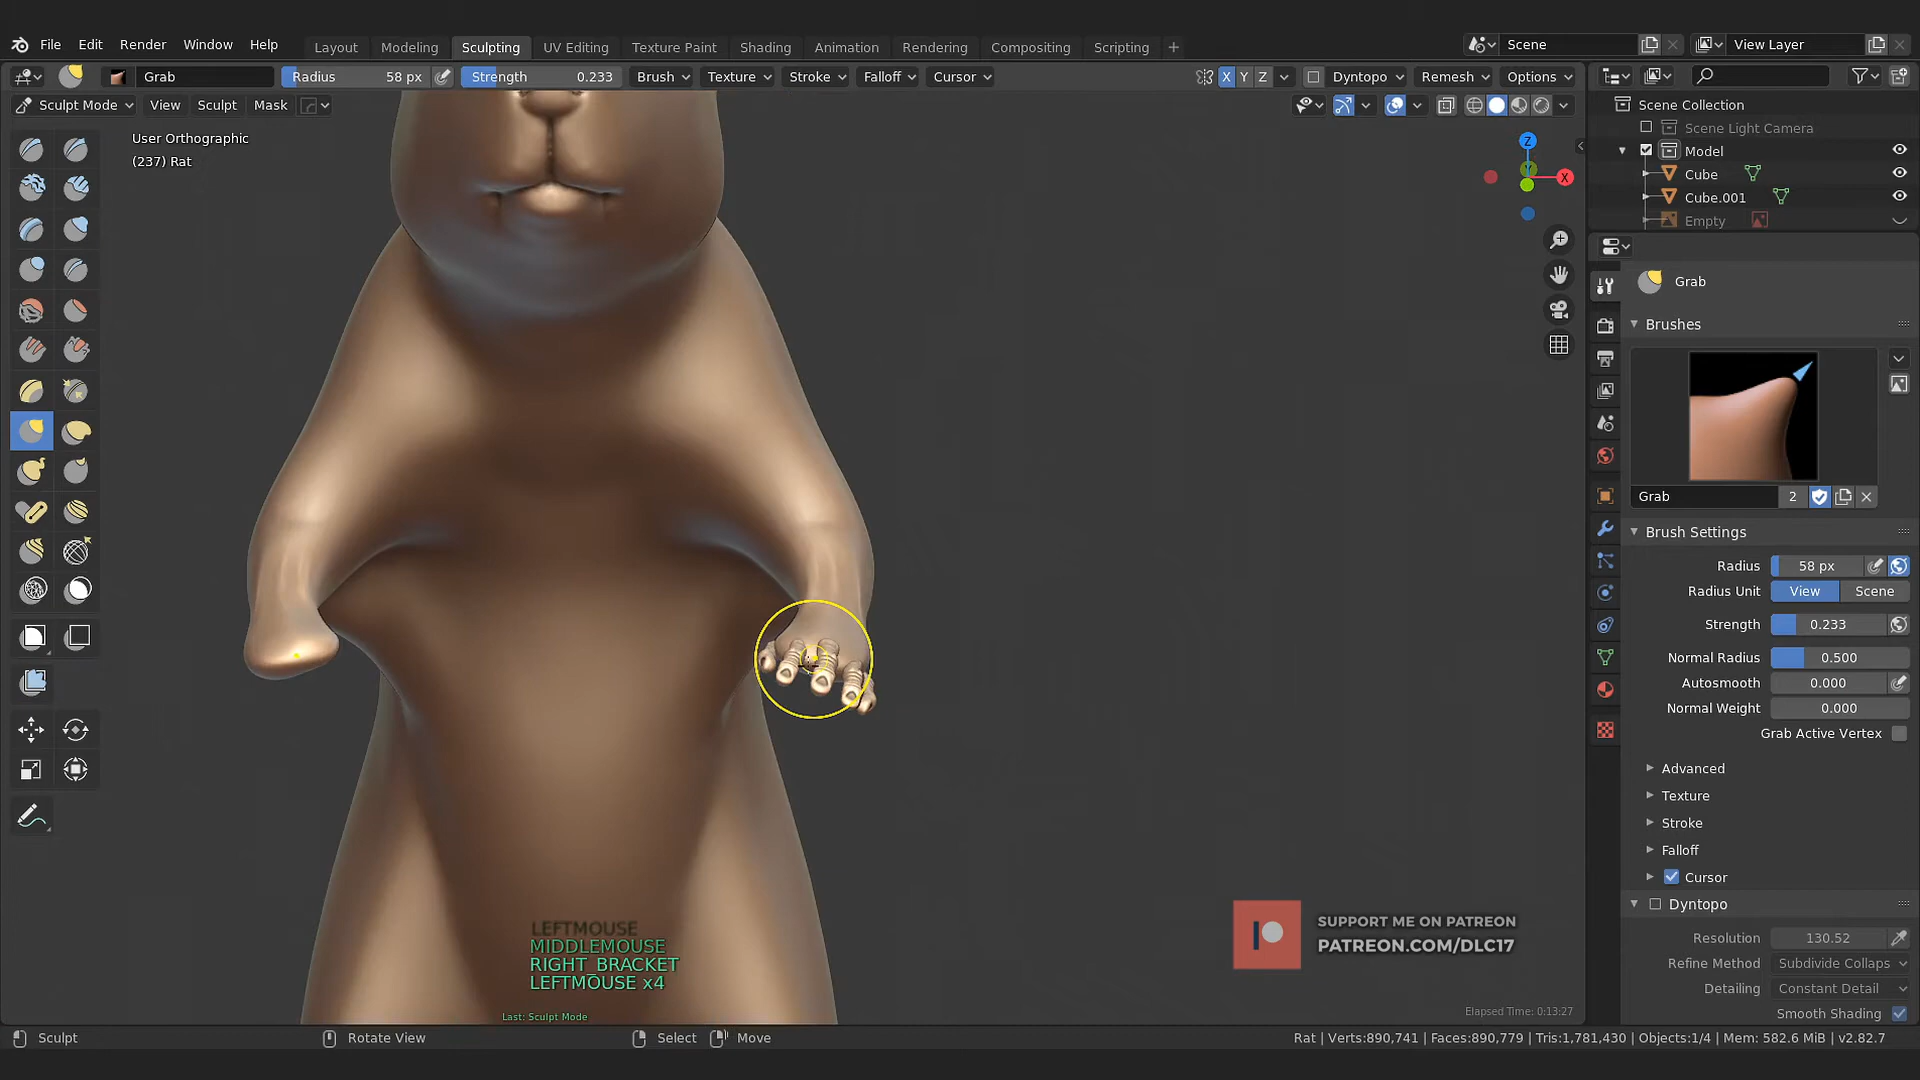 File Edit Render Window Help Layout Modeling Sculpting UV Editing Texture Paint Shading Animation Rendering Compositing Scripting + Scene View Layer
Grab Radius 58 px Strength 0.233 Brush Texture Stroke Falloff Cursor X Y Z Dyntopo Remesh Options
Sculpt Mode View Sculpt Mask
User Orthographic
(237) Rat
Z
X
Scene Collection
Scene Light Camera
Model
Cube
Cube.001
Empty
Grab
Brushes
Grab 2
Brush Settings
Radius 58 px
Radius Unit View Scene
Strength 0.233
Normal Radius 0.500
Autosmooth 0.000
Normal Weight 0.000
Grab Active Vertex
Advanced
Texture
Stroke
Falloff
Cursor
Dyntopo
Resolution 130.52
Refine Method Subdivide Collaps
Detailing Constant Detail
Smooth Shading
LEFTMOUSE
MIDDLEMOUSE
RIGHT_BRACKET
LEFTMOUSE x4
Last: Sculpt Mode
SUPPORT ME ON PATREON
PATREON.COM/DLC17
Elapsed Time: 0:13:27
Sculpt Rotate View Select Move Rat | Verts:890,741 | Faces:890,779 | Tris:1,781,430 | Objects:1/4 | Mem: 582.6 MiB | v2.82.7